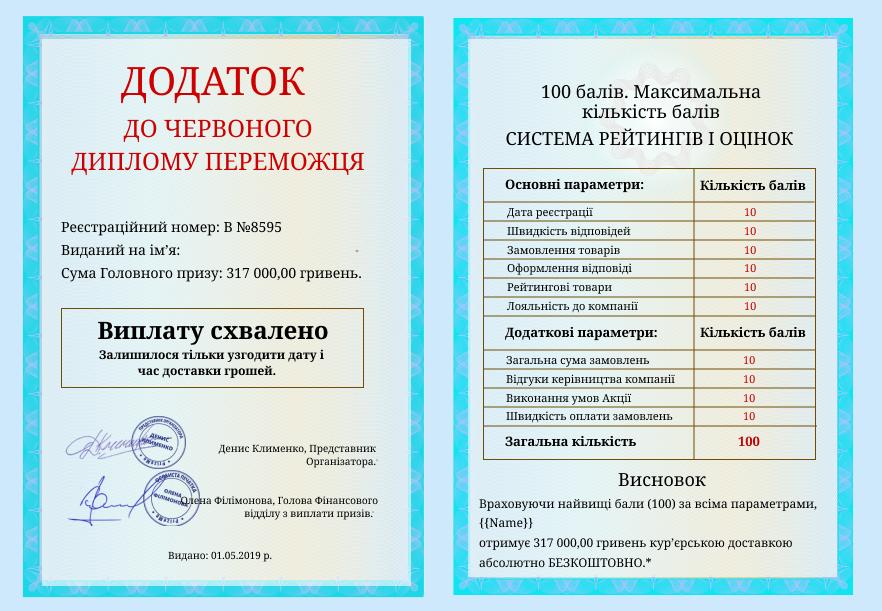 ДОДАТОК
ДО ЧЕРВОНОГО
ДИПЛОМУ ПЕРЕМОЖЦЯ
Реєстраційний номер: В №8595
Виданий на ім’я:
Сума Головного призу: 317 000,00 гривень.
Виплату схвалено
Залишилося тільки узгодити дату і
час доставки грошей.
ДЕНИС
КЛИМЕНКО
Денис Клименко, Представник
Організатора.
ОЛЕНА
ФІЛІМОНОВА
Олена Філімонова, Голова Фінансового
відділу з виплати призів.
Видано: 01.05.2019 р.
100 балів. Максимальна
кількість балів
СИСТЕМА РЕЙТИНГІВ І ОЦІНОК
Основні параметри: Кількість балів
Дата реєстрації 10
Швидкість відповідей 10
Замовлення товарів 10
Оформлення відповіді 10
Рейтингові товари 10
Лояльність до компанії 10
Додаткові параметри: Кількість балів
Загальна сума замовлень 10
Відгуки керівництва компанії 10
Виконання умов Акції 10
Швидкість оплати замовлень 10
Загальна кількість 100
Висновок
Враховуючи найвищі бали (100) за всіма параметрами,
{{Name}}
отримує 317 000,00 гривень кур’єрською доставкою
абсолютно БЕЗКОШТОВНО.*